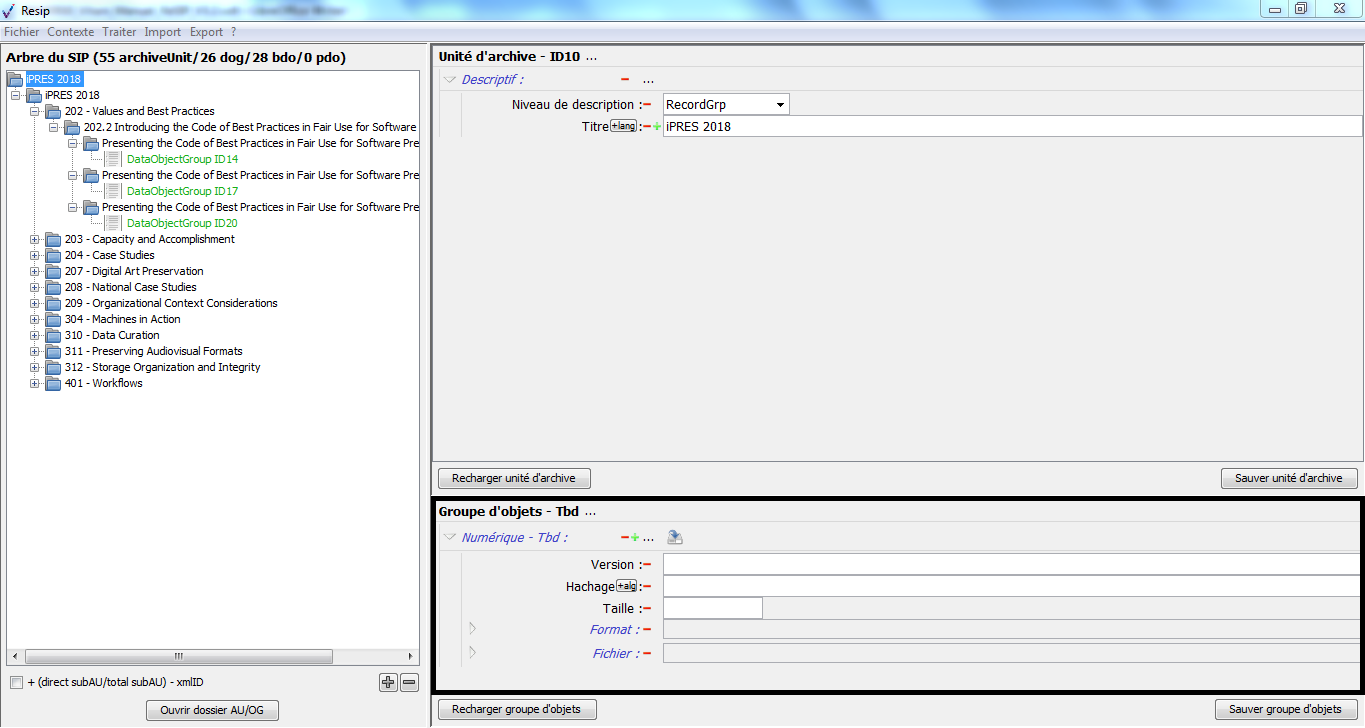 Resip
Fichier Contexte Traiter Import Export ?
Arbre du SIP (55 archiveUnit/26 dog/28 bdo/0 pdo)
iPRES 2018
iPRES 2018
202 - Values and Best Practices
202.2 Introducing the Code of Best Practices in Fair Use for Software
Presenting the Code of Best Practices in Fair Use for Software Pre
DataObjectGroup ID14
Presenting the Code of Best Practices in Fair Use for Software Pre
DataObjectGroup ID17
Presenting the Code of Best Practices in Fair Use for Software Pre
DataObjectGroup ID20
203 - Capacity and Accomplishment
204 - Case Studies
207 - Digital Art Preservation
208 - National Case Studies
209 - Organizational Context Considerations
304 - Machines in Action
310 - Data Curation
311 - Preserving Audiovisual Formats
312 - Storage Organization and Integrity
401 - Workflows
+ (direct subAU/total subAU) - xmlID
Ouvrir dossier AU/OG
Unité d'archive - ID10 ...
Descriptif : ...
Niveau de description : RecordGrp
Titre +lang : iPRES 2018
Recharger unité d'archive
Sauver unité d'archive
Groupe d'objets - Tbd ...
Numérique - Tbd : ...
Version :
Hachage +alg :
Taille :
Format :
Fichier :
Recharger groupe d'objets
Sauver groupe d'objets